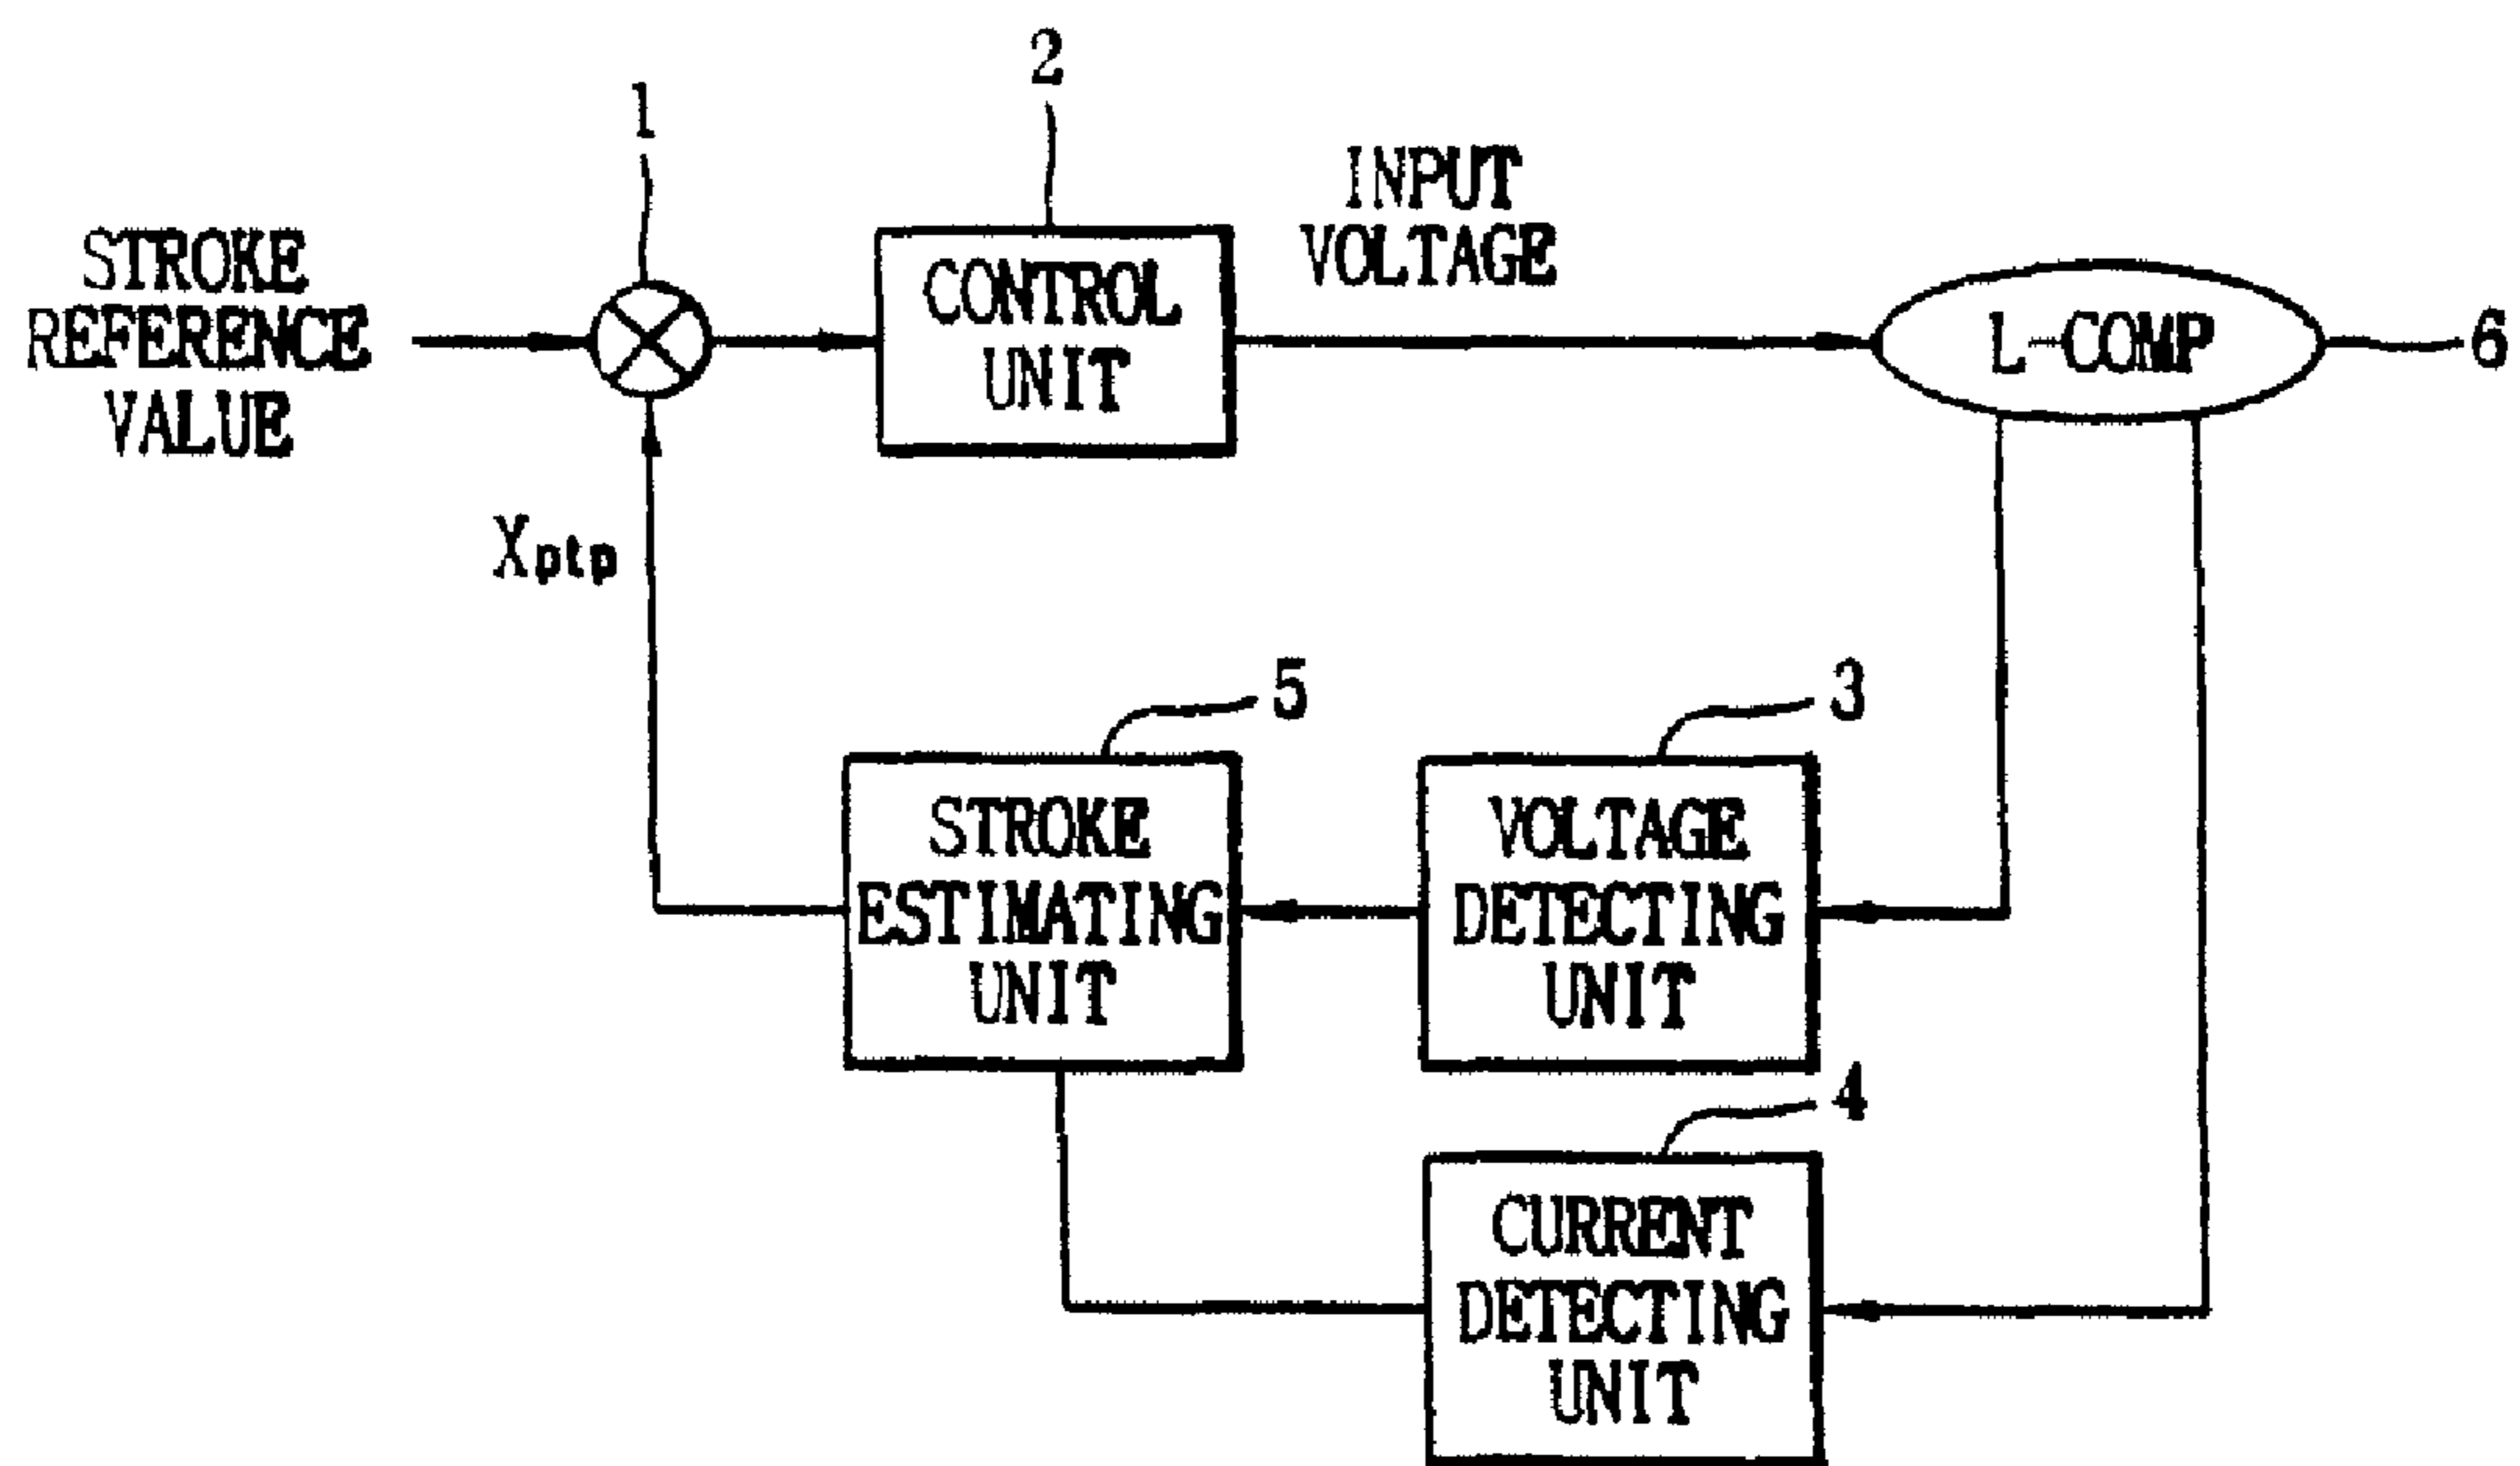 1
2
STROKE
REFERENCE
VALUE
CONTROL
UNIT
INPUT
VOLTAGE
L-COMP
6
Xptp
5
STROKE
ESTIMATING
UNIT
3
VOLTAGE
DETECTING
UNIT
4
CURRENT
DETECTING
UNIT